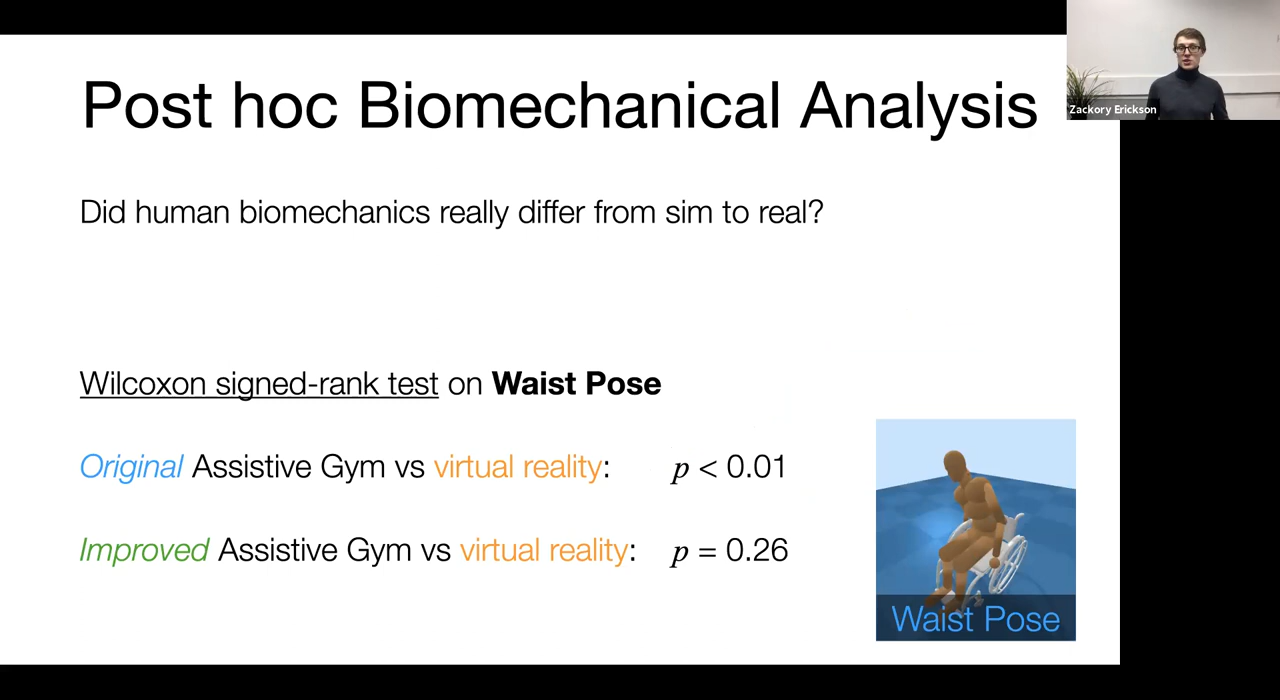 Post hoc Biomechanical Analysis
Zackory Erickson
Did human biomechanics really differ from sim to real?
Wilcoxon signed-rank test on Waist Pose
Original Assistive Gym vs virtual reality: p < 0.01
Improved Assistive Gym vs virtual reality: p = 0.26
Waist Pose